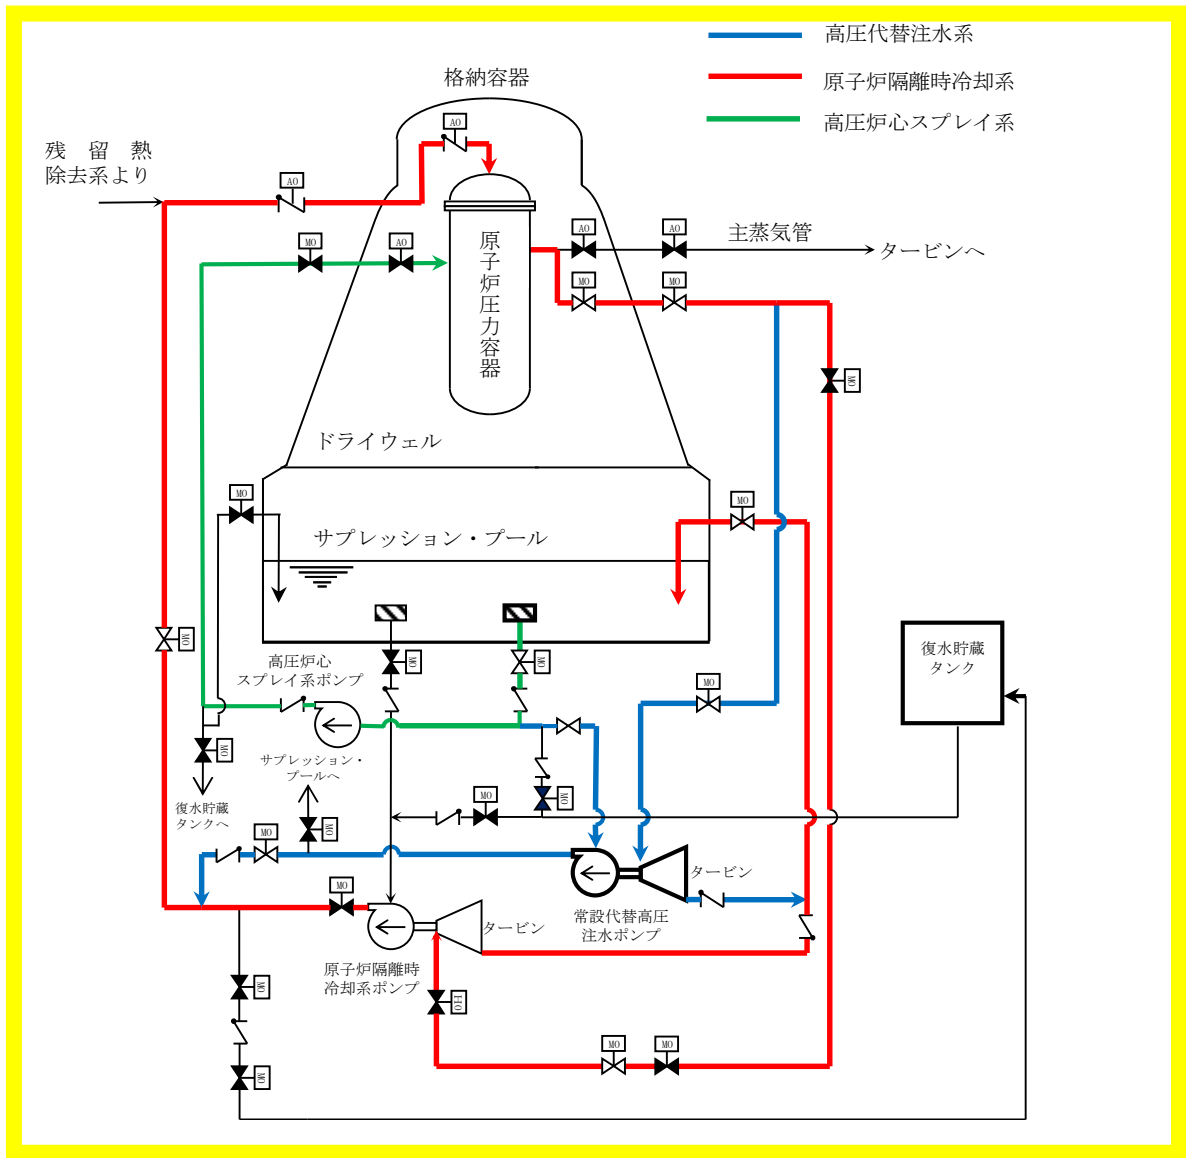 高圧代替注水系
原子炉隔離時冷却系
高圧炉心スプレイ系
格納容器
AO
残　留　熱
除去系より
AO
MO
AO
原子炉圧力容器
AO
AO
主蒸気管
タービンへ
MO
MO
MO
ドライウェル
MO
MO
サプレッション・プール
MO
高圧炉心
スプレイ系ポンプ
MO
MO
復水貯蔵
タンク
MO
MO
サプレッション・
プールへ
復水貯蔵
タンクへ
MO
MO
MO
MO
タービン
MO
常設代替高圧
注水ポンプ
タービン
原子炉隔離時
冷却系ポンプ
MO
HO
MO
MO
MO